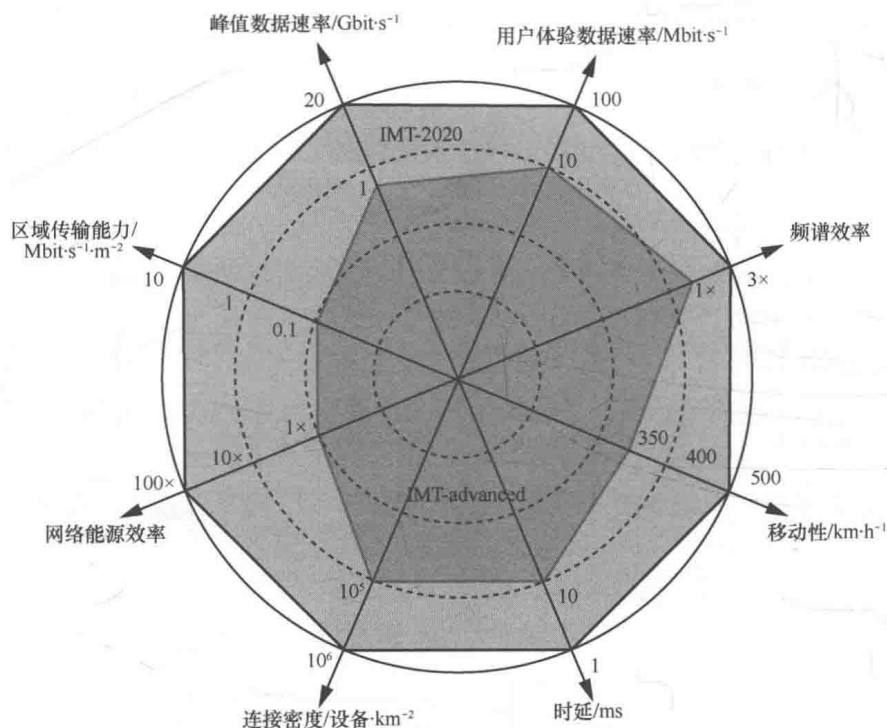 峰值数据速率/Gbit·s⁻¹
用户体验数据速率/Mbit·s⁻¹
20
100
IMT-2020
10
1
区域传输能力/
Mbit·s⁻¹·m⁻²
频谱效率
10
1
0.1
1×
3×
1×
350
10×
400
100×
500
网络能源效率
IMT-advanced
移动性/km·h⁻¹
10⁵
10
10⁶
1
连接密度/设备·km⁻²
时延/ms